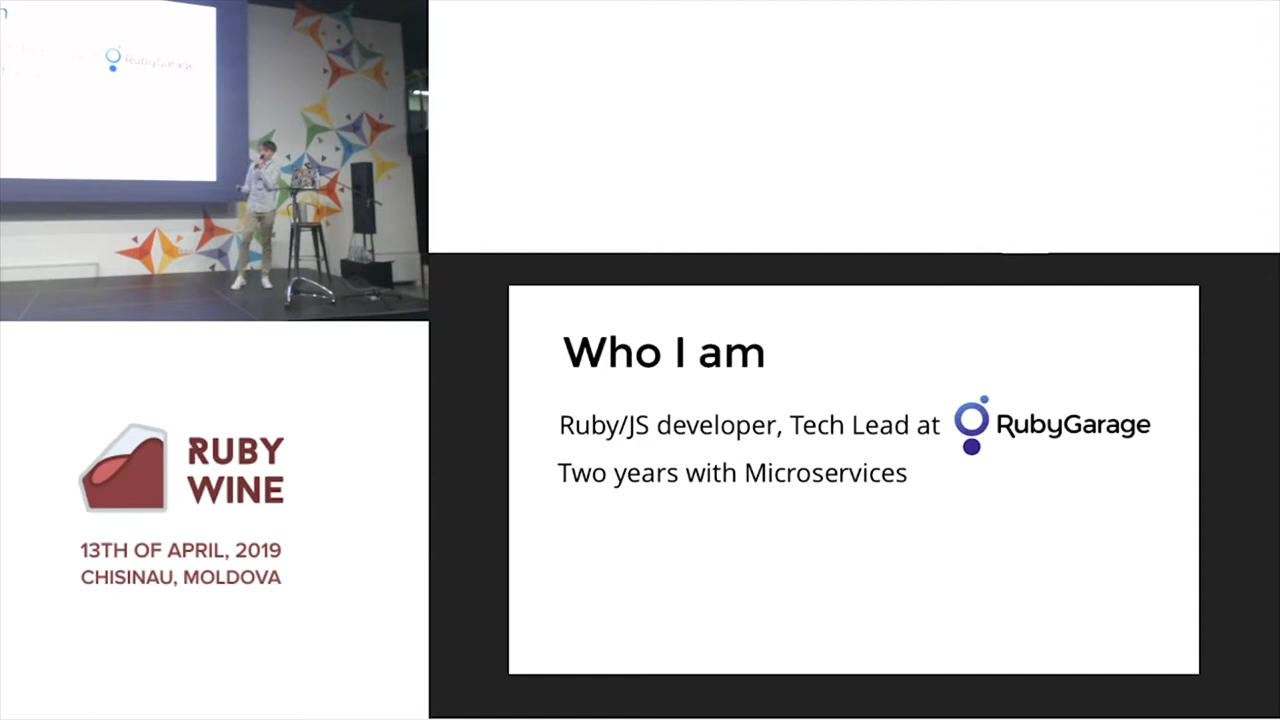 RubyGarage
RUBY
WINE
13TH OF APRIL, 2019
CHISINAU, MOLDOVA
Who I am
Ruby/JS developer, Tech Lead at RubyGarage
Two years with Microservices